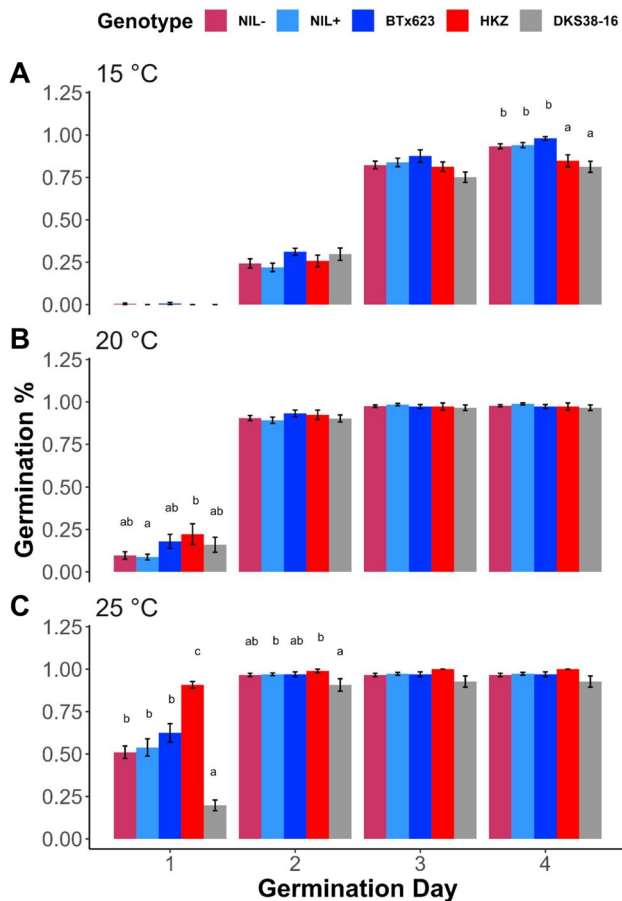 Genotype NIL- NIL+ BTx623 HKZ DKS38-16
A 15 °C
1.25
1.00
0.75
0.25
0.00
b b b a a
B 20 °C
1.25
1.00
0.75
0.50
0.25
0.00
ab a ab b ab
C 25 °C
1.25
1.00
0.75
0.50
0.25
0.00
b b b c a
ab b ab b a
Germination %
1 2 3 4
Germination Day